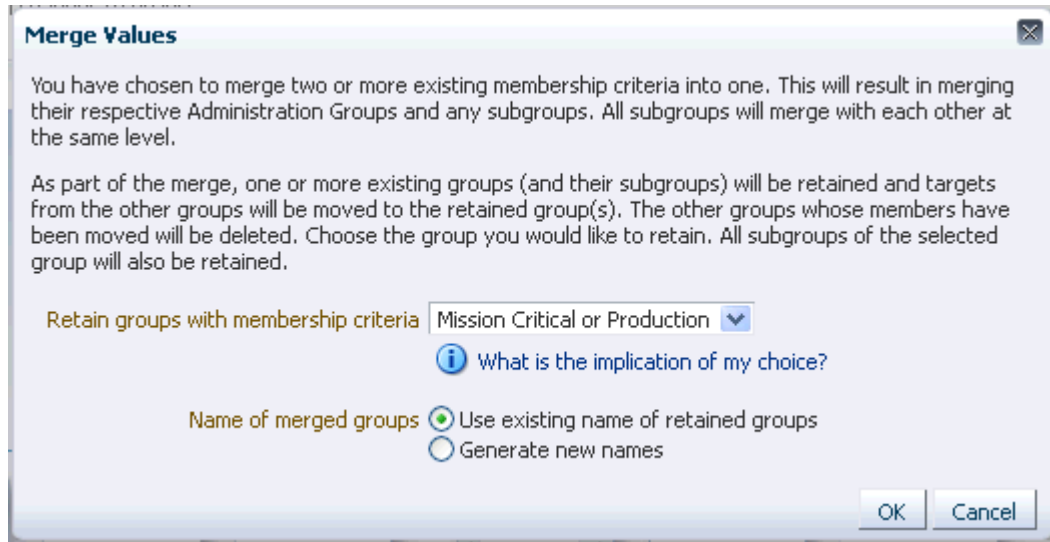 Merge Values
You have chosen to merge two or more existing membership criteria into one. This will result in merging
their respective Administration Groups and any subgroups. All subgroups will merge with each other at
the same level.
As part of the merge, one or more existing groups (and their subgroups) will be retained and targets
from the other groups will be moved to the retained group(s). The other groups whose members have
been moved will be deleted. Choose the group you would like to retain. All subgroups of the selected
group will also be retained.
Retain groups with membership criteria Mission Critical or Production
What is the implication of my choice?
Name of merged groups Use existing name of retained groups
Generate new names
OK Cancel